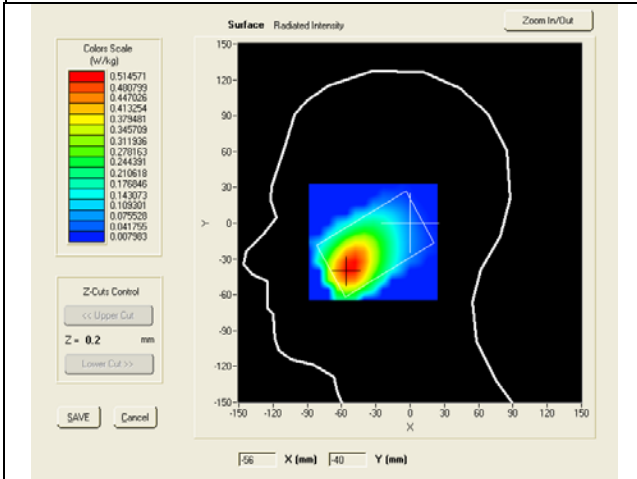 Surface Radiated Intensity
Zoom In/Out
Colors Scale
(W/kg)
0.514571
0.480799
0.447026
0.413254
0.379481
0.345709
0.311936
0.278163
0.244391
0.210618
0.176846
0.143073
0.109301
0.075528
0.041755
0.007983
150
120
90
60
30
0
-30
-60
-90
-120
-150
Y
-150 -120 -90 -60 -30 0 30 60 90 120 150
X
Z-Cuts Control
<< Upper Cut
Z = 0.2 mm
Lower Cut >>
SAVE Cancel
-56 X (mm) -40 Y (mm)